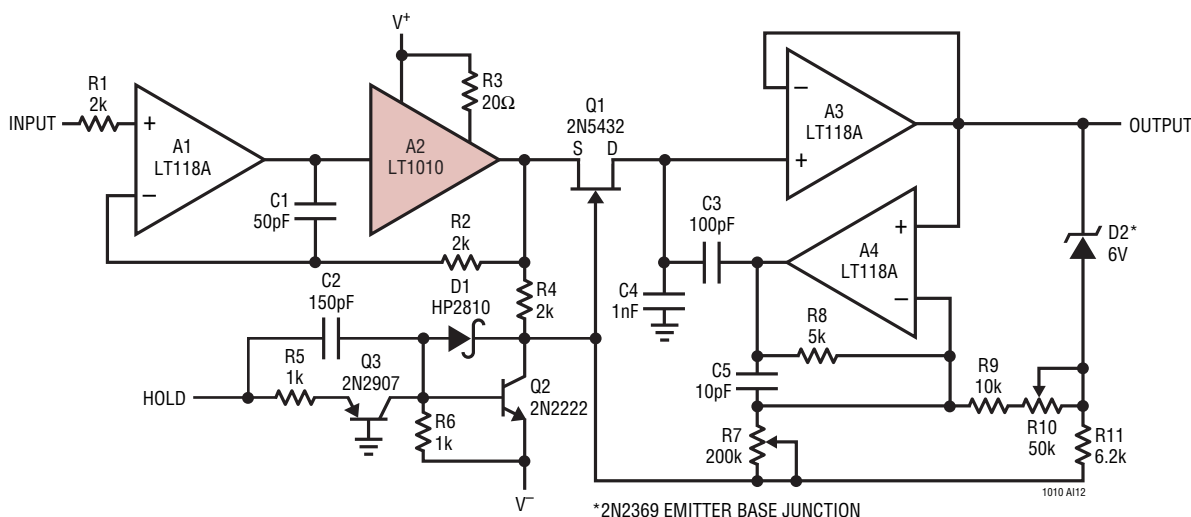 INPUT
R1
2k
+
–
A1
LT118A
C1
50pF
V+
A2
LT1010
R3
20Ω
R2
2k
R4
2k
Q1
2N5432
S D
C3
100pF
C4
1nF
–
+
A3
LT118A
OUTPUT
+
–
A4
LT118A
D2*
6V
R8
5k
C5
10pF
R7
200k
R9
10k
R10
50k
R11
6.2k
HOLD
C2
150pF
R5
1k
Q3
2N2907
D1
HP2810
R6
1k
Q2
2N2222
V–
*2N2369 EMITTER BASE JUNCTION
1010 AI12